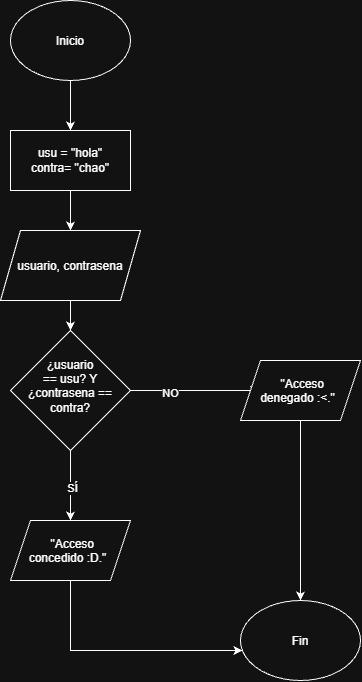 Inicio
usu = "hola"
contra= "chao"
usuario, contrasena
¿usuario
== usu? Y
¿contrasena ==
contra?
NO
"Acceso
denegado :<."
SÍ
"Acceso
concedido :D."
Fin